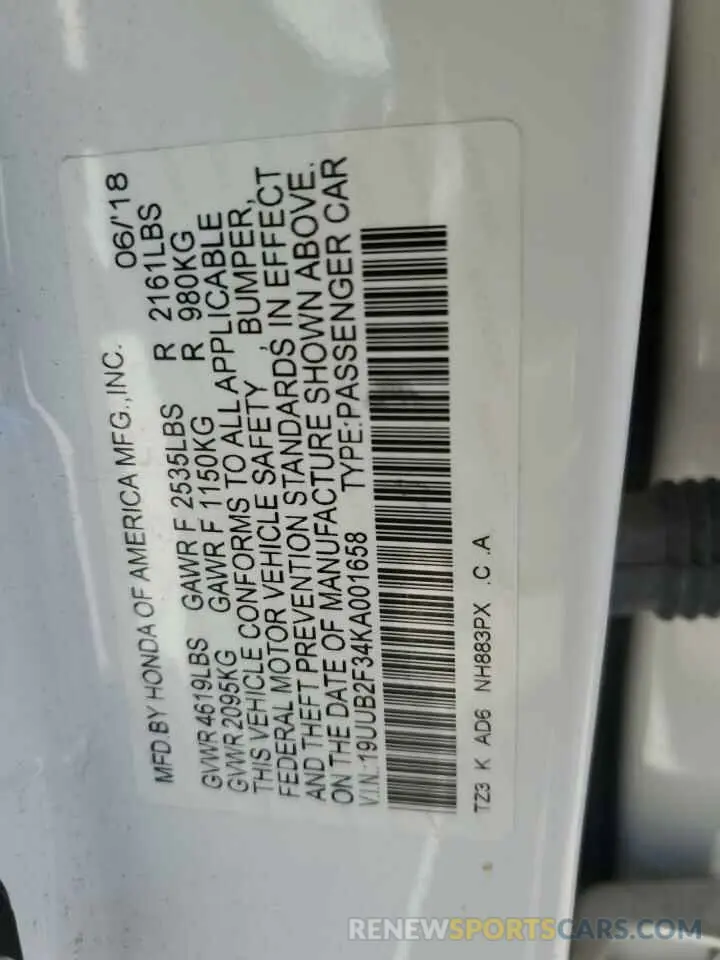 MFD.BY HONDA OF AMERICA MFG.,INC. 06/'18
GVWR 4619LBS GAWR F 2535LBS R 2161LBS
GVWR 2095KG GAWR F 1150KG R 980KG
THIS VEHICLE CONFORMS TO ALL APPLICABLE
FEDERAL MOTOR VEHICLE SAFETY , BUMPER,
AND THEFT PREVENTION STANDARDS IN EFFECT
ON THE DATE OF MANUFACTURE SHOWN ABOVE.
V.I.N.:19UUB2F34KA001658 TYPE:PASSENGER CAR
TZ3 K AD6 NH883PX .C .A
RENEWSPORTSCARS.COM